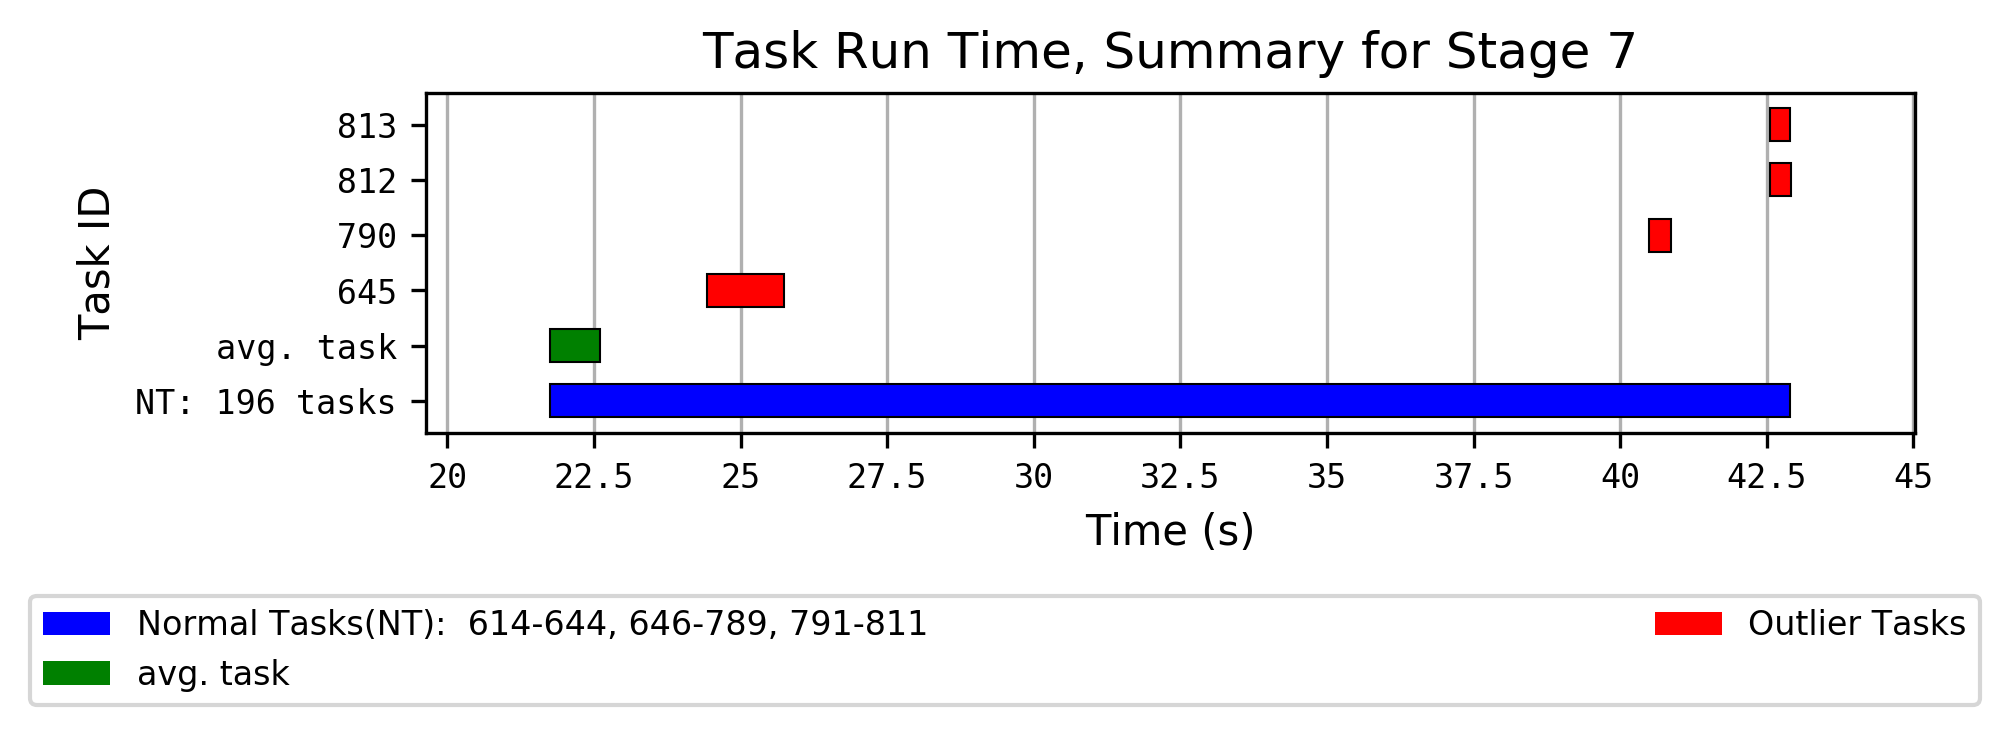 Task Run Time, Summary for Stage 7
Task ID
813
812
790
645
avg. task
NT: 196 tasks
20 22.5 25 27.5 30 32.5 35 37.5 40 42.5 45
Time (s)
Normal Tasks(NT):  614-644, 646-789, 791-811
avg. task
Outlier Tasks